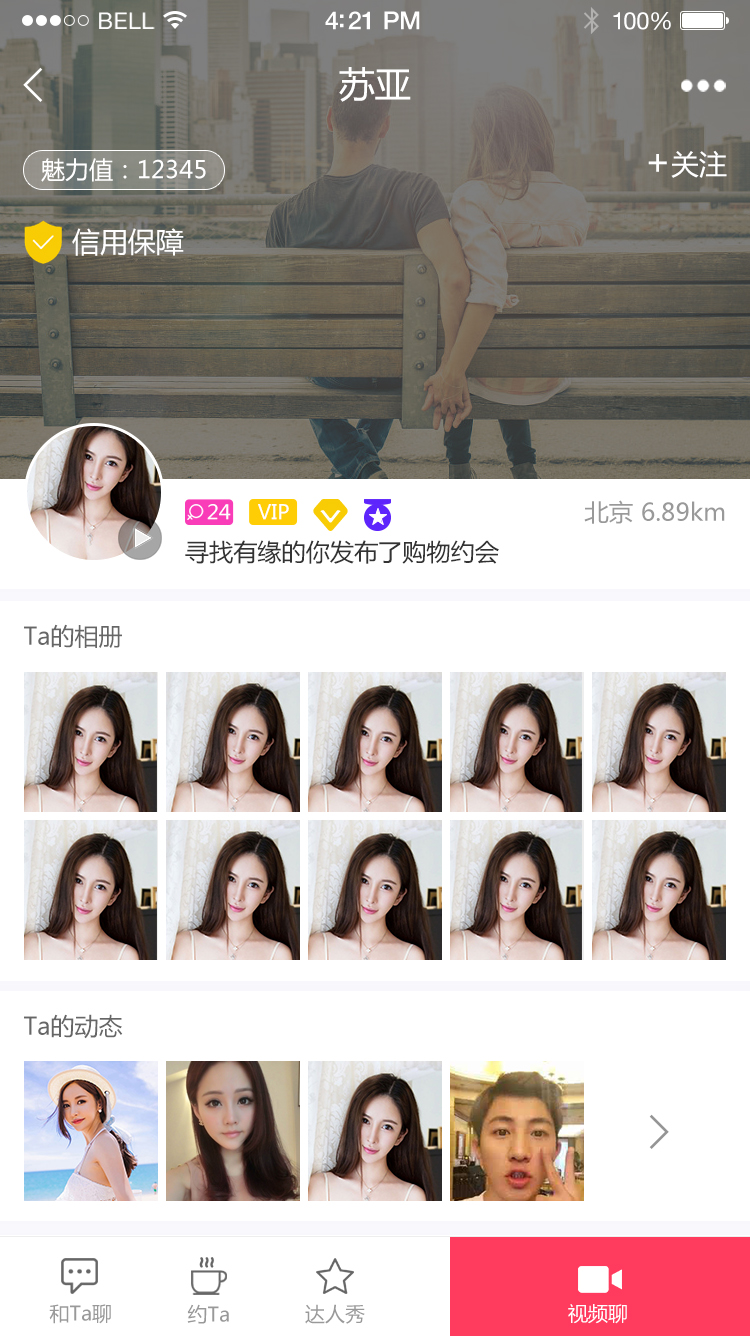 BELL 4:21 PM 100%
苏亚
魅力值：12345
+关注
信用保障
24 VIP 北京 6.89km
寻找有缘的你发布了购物约会
Ta的相册
Ta的动态
和Ta聊 约Ta 达人秀 视频聊